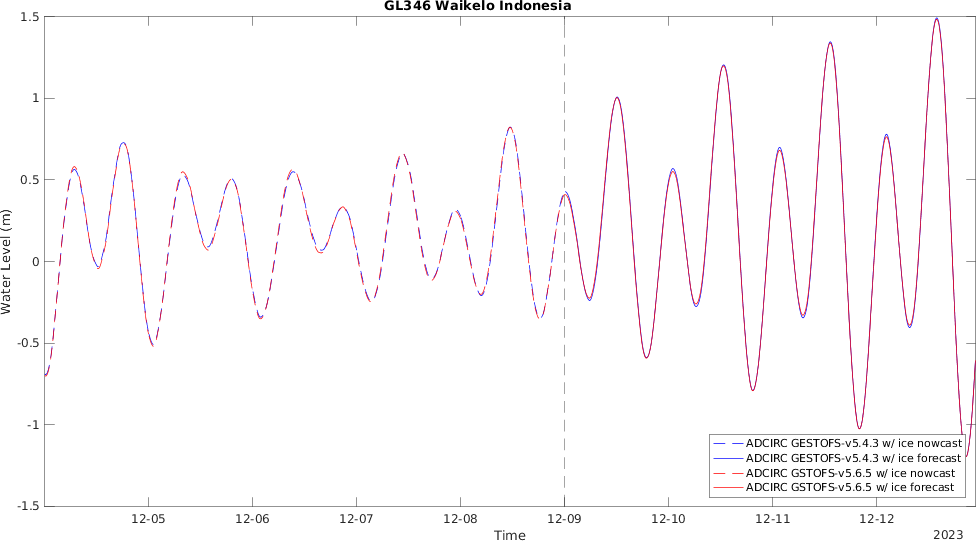 GL346 Waikelo Indonesia
1.5
1
0.5
0
-0.5
-1
-1.5
Water Level (m)
12-05
12-06
12-07
12-08
12-09
12-10
12-11
12-12
Time
2023
ADCIRC GESTOFS-v5.4.3 w/ ice nowcast
ADCIRC GESTOFS-v5.4.3 w/ ice forecast
ADCIRC GSTOFS-v5.6.5 w/ ice nowcast
ADCIRC GSTOFS-v5.6.5 w/ ice forecast